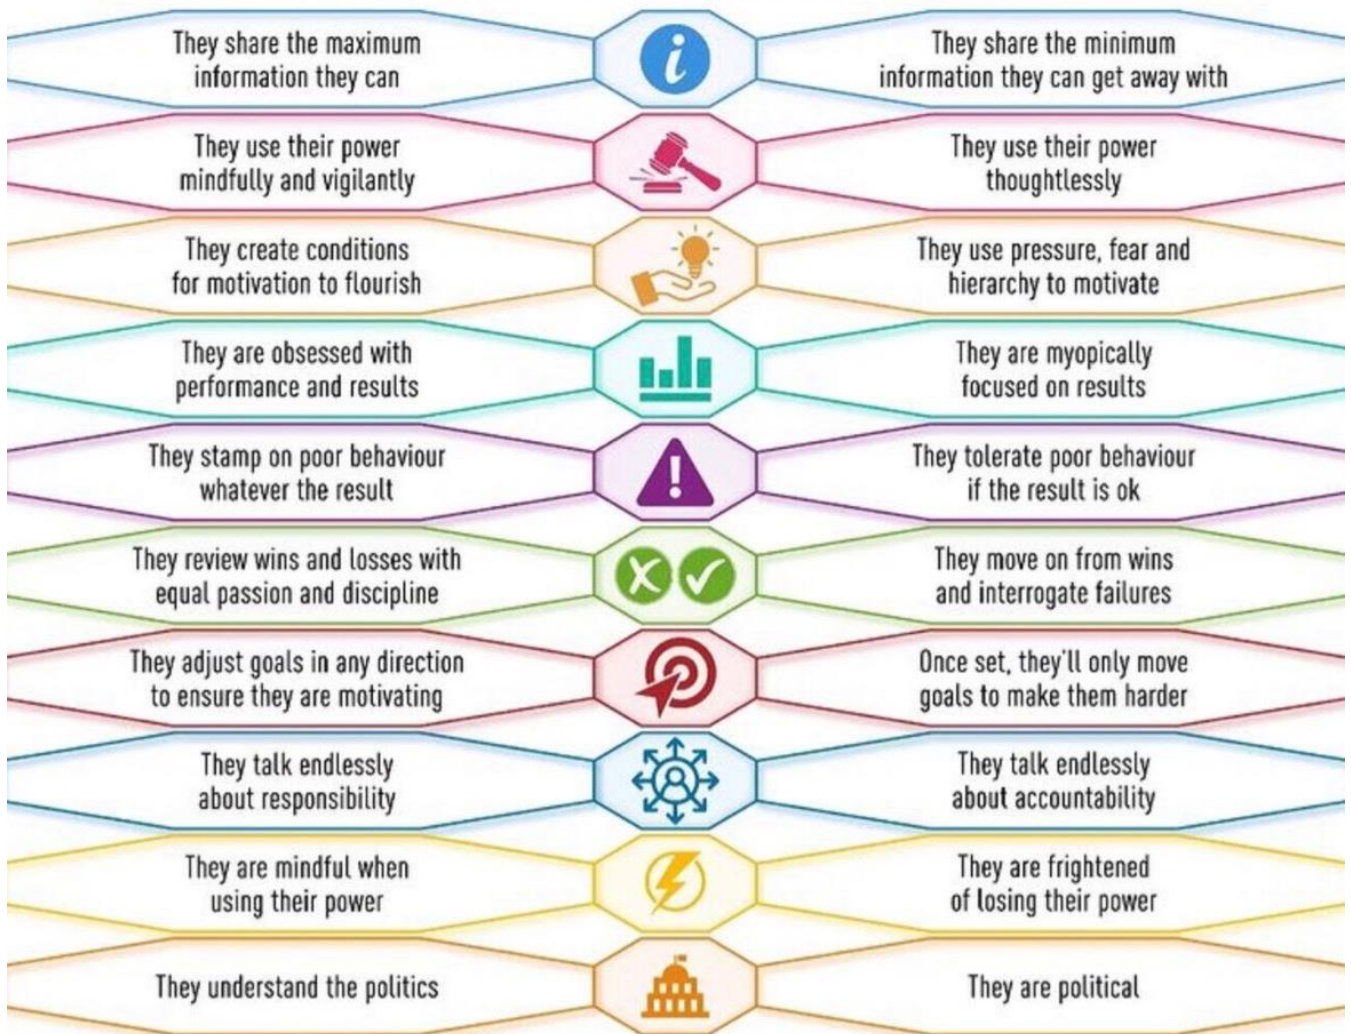 They share the maximum
information they can
They share the minimum
information they can get away with
They use their power
mindfully and vigilantly
They use their power
thoughtlessly
They create conditions
for motivation to flourish
They use pressure, fear and
hierarchy to motivate
They are obsessed with
performance and results
They are myopically
focused on results
They stamp on poor behaviour
whatever the result
They tolerate poor behaviour
if the result is ok
They review wins and losses with
equal passion and discipline
They move on from wins
and interrogate failures
They adjust goals in any direction
to ensure they are motivating
Once set, they'll only move
goals to make them harder
They talk endlessly
about responsibility
They talk endlessly
about accountability
They are mindful when
using their power
They are frightened
of losing their power
They understand the politics
They are political